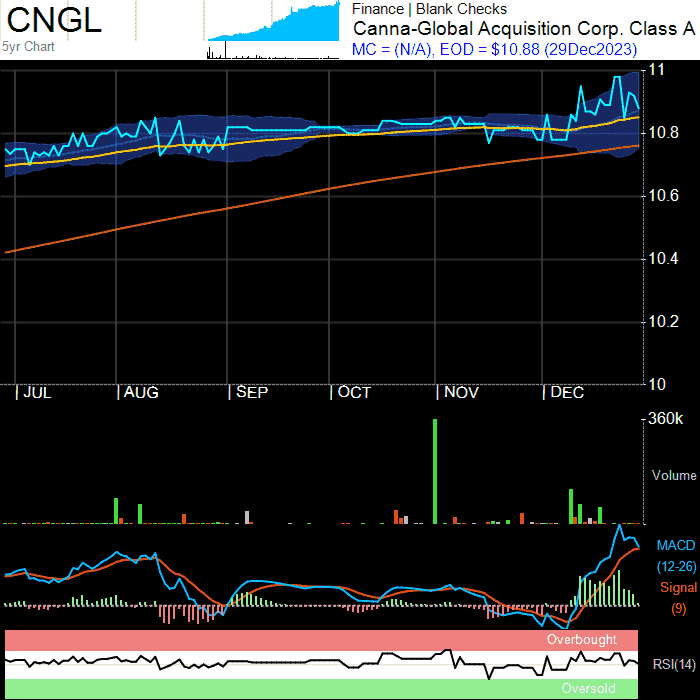 CNGL
5yr Chart
Finance | Blank Checks
Canna-Global Acquisition Corp. Class A
MC = (N/A), EOD = $10.88 (29Dec2023)
11
10.8
10.6
10.4
10.2
10
JUL AUG SEP OCT NOV DEC
360k
Volume
MACD
(12-26)
Signal
(9)
Overbought
RSI(14)
Oversold